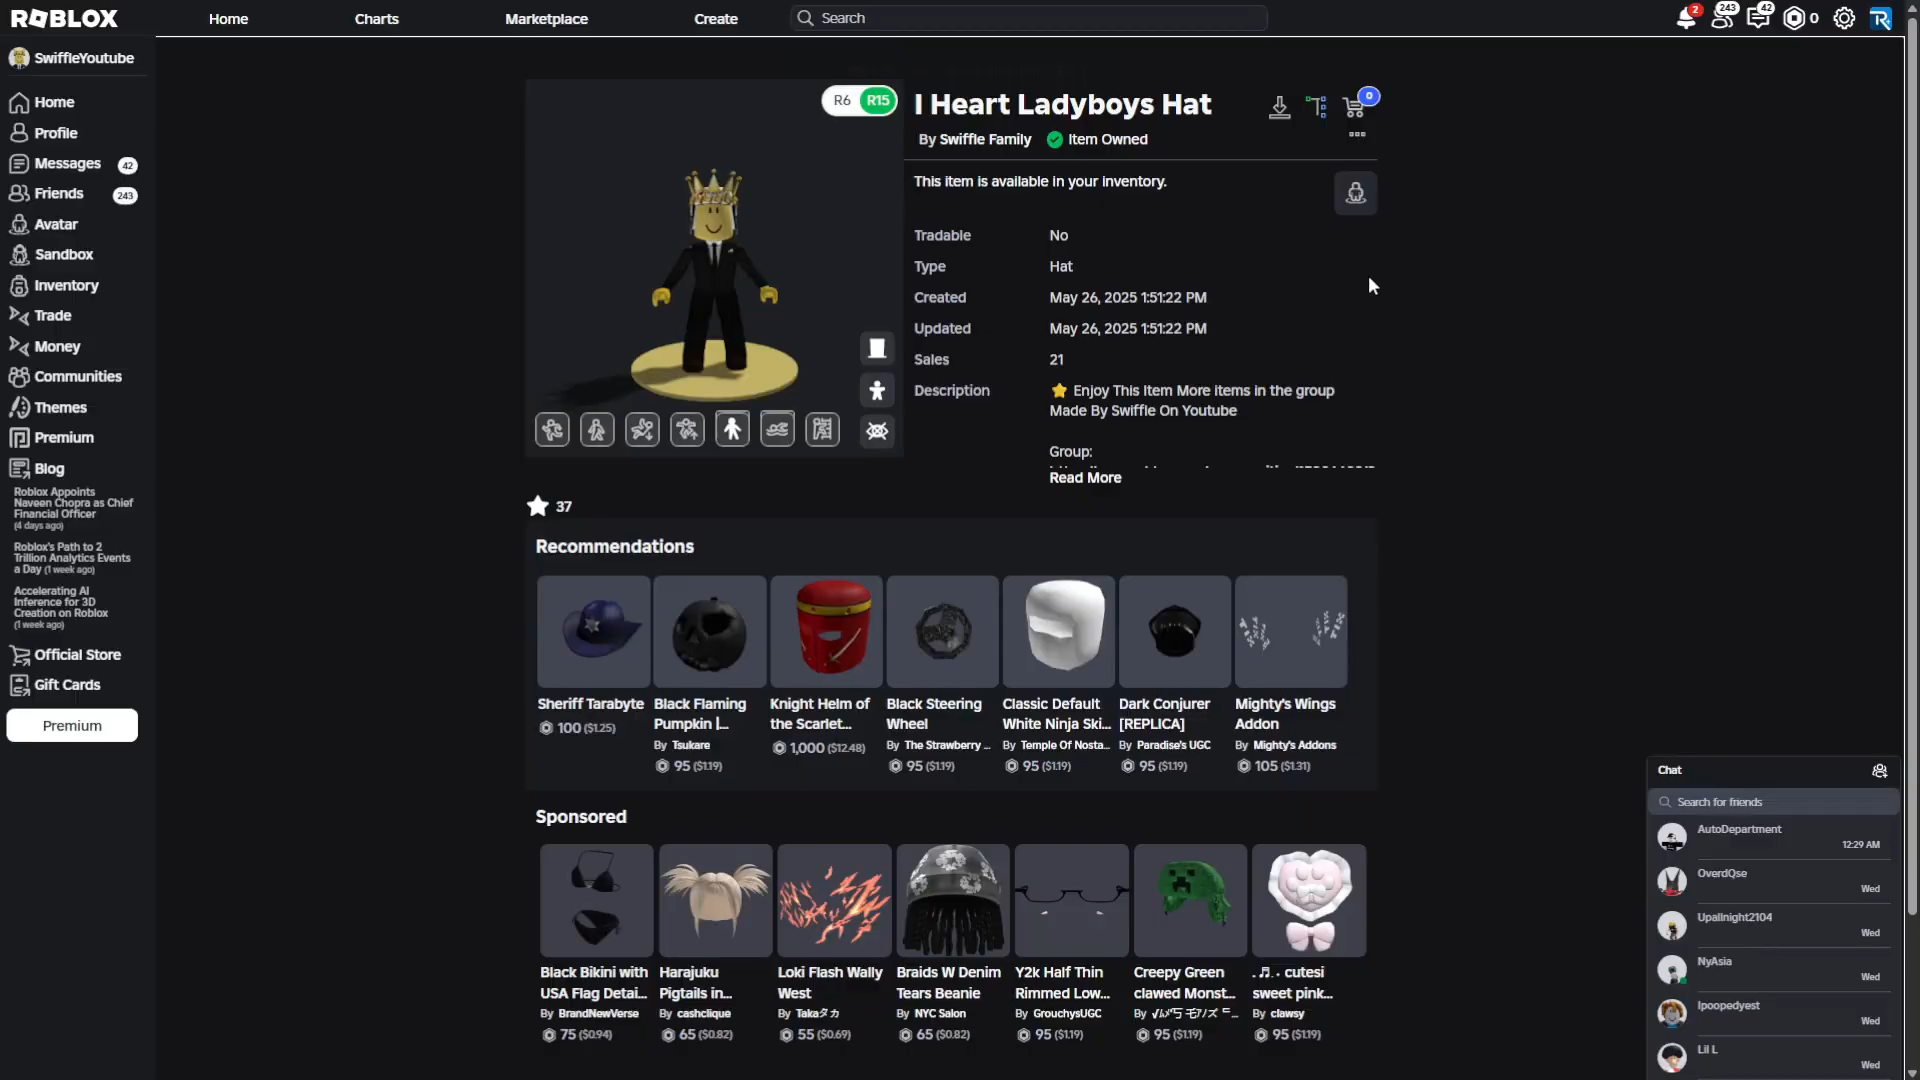 ROBLOX
Home
Charts
Marketplace
Create
Search
2
243
42
0
SwiffleYoutube
Home
Profile
Messages 42
Friends 243
Avatar
Sandbox
Inventory
Trade
Money
Communities
Themes
Premium
Blog
Roblox Appoints
Naveen Chopra as Chief
Financial Officer
(4 days ago)
Roblox's Path to 2
Trillion Analytics Events
a Day (1 week ago)
Accelerating AI
Inference for 3D
Creation on Roblox
(1 week ago)
Official Store
Gift Cards
Premium
R6 R15
I Heart Ladyboys Hat
0
By Swiffle Family
Item Owned
This item is available in your inventory.
Tradable No
Type Hat
Created May 26, 2025 1:51:22 PM
Updated May 26, 2025 1:51:22 PM
Sales 21
Description ⭐ Enjoy This Item More items in the group
Made By Swiffle On Youtube
Group:
Read More
37
Recommendations
Sheriff Tarabyte
100 ($1.25)
Black Flaming
Pumpkin |...
By Tsukare
95 ($1.19)
Knight Helm of
the Scarlet...
1,000 ($12.48)
Black Steering
Wheel
By The Strawberry ...
95 ($1.19)
Classic Default
White Ninja Ski...
By Temple Of Nosta...
95 ($1.19)
Dark Conjurer
[REPLICA]
By Paradise's UGC
95 ($1.19)
Mighty's Wings
Addon
By Mighty's Addons
105 ($1.31)
Sponsored
Black Bikini with
USA Flag Detai...
By BrandNewVerse
75 ($0.94)
Harajuku
Pigtails in...
By cashclique
65 ($0.82)
Loki Flash Wally
West
By Takaタカ
55 ($0.69)
Braids W Denim
Tears Beanie
By NYC Salon
65 ($0.82)
Y2k Half Thin
Rimmed Low...
By GrouchysUGC
95 ($1.19)
Creepy Green
clawed Monst...
By
95 ($1.19)
. ♬ . • cutesi
sweet pink...
By clawsy
95 ($1.19)
Chat
Search for friends
AutoDepartment
12:29 AM
OverdQse
Wed
Upallnight2104
Wed
NyAsia
Wed
Ipoopedyest
Wed
Lil L
Wed